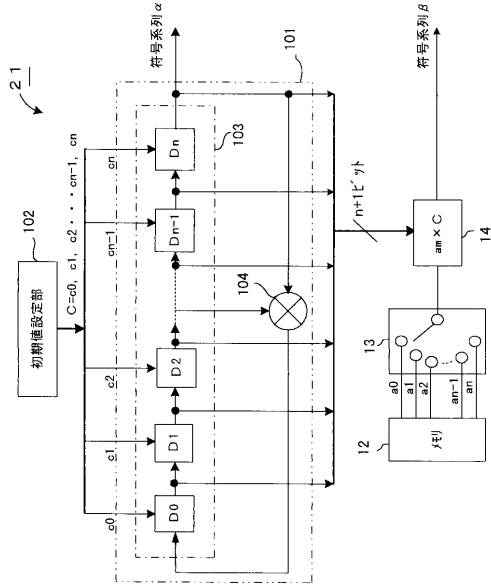 21
102
初期値設定部
C=c0, c1, c2・・・cn-1, cn
c0
c1
c2
cn-1
cn
D0
D1
D2
Dn-1
Dn
103
104
101
符号系列α
n+1ビット
12
メモリ
a0
a1
a2
an-1
an
13
am×C
14
符号系列β